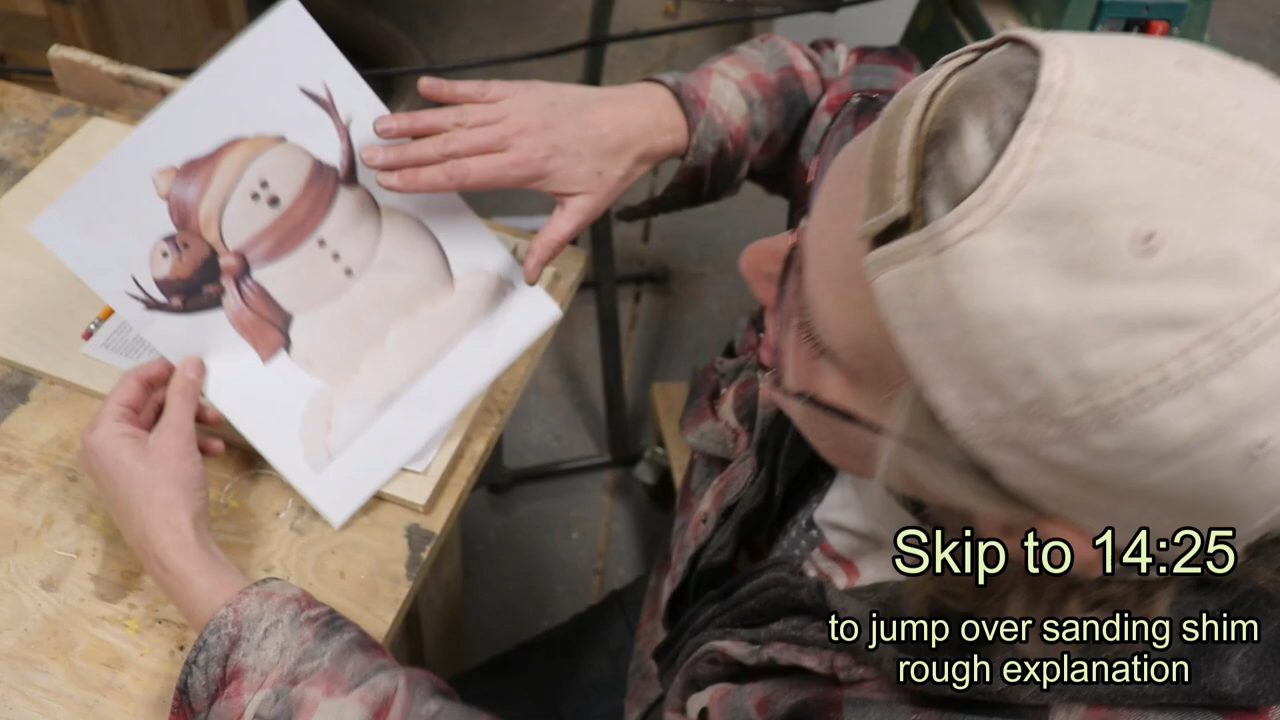 Skip to 14:25
to jump over sanding shim
rough explanation